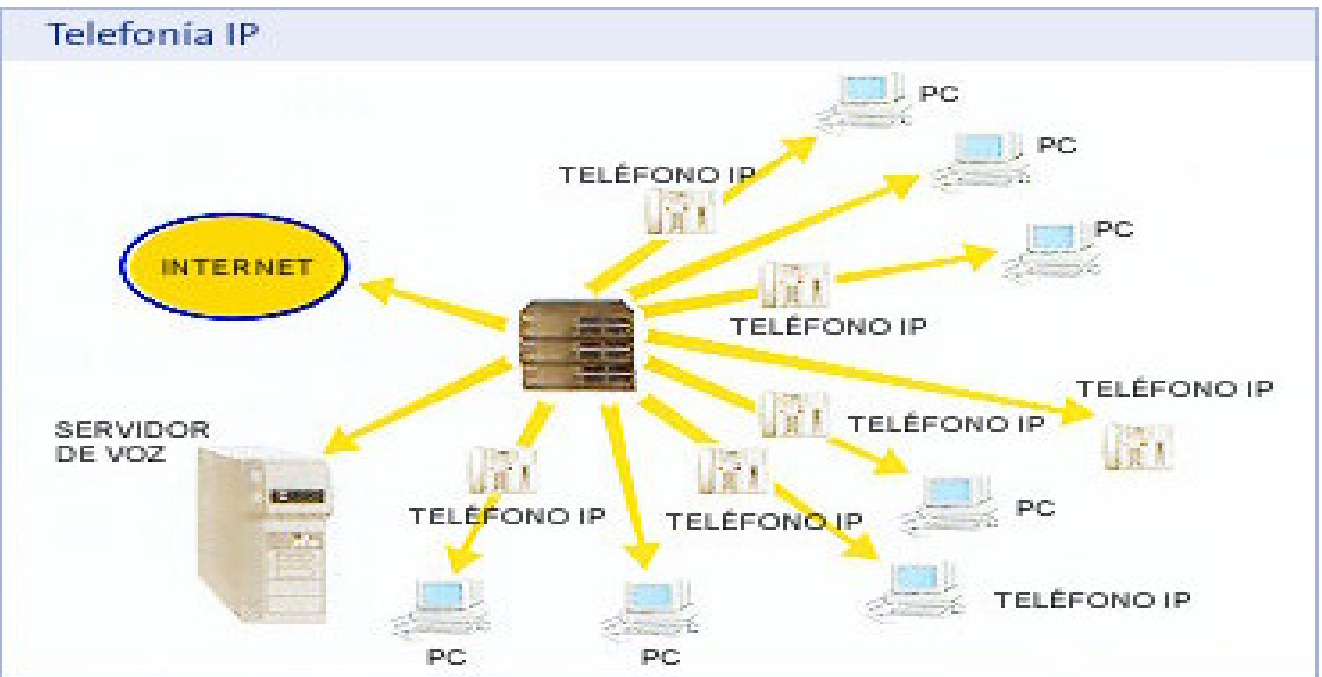 Telefonía IP
PC
PC
TELÉFONO IP
PC
INTERNET
TELÉFONO IP
TELÉFONO IP
TELÉFONO IP
SERVIDOR
DE VOZ
PC
TELÉFONO IP
TELÉFONO IP
TELÉFONO IP
PC
PC